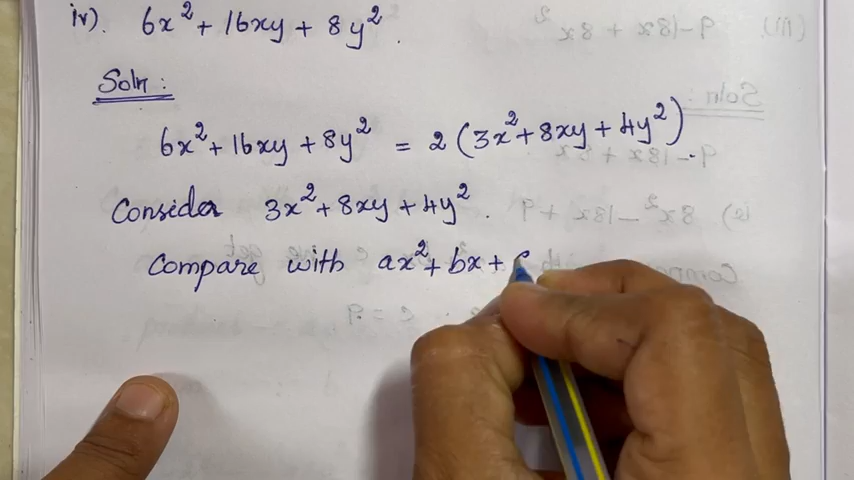 iv). 6x² + 16xy + 8y².
Soln :
6x² + 16xy + 8y² = 2 (3x² + 8xy + 4y²).
Consider 3x² + 8xy + 4y².
Compare with ax² + bx + c